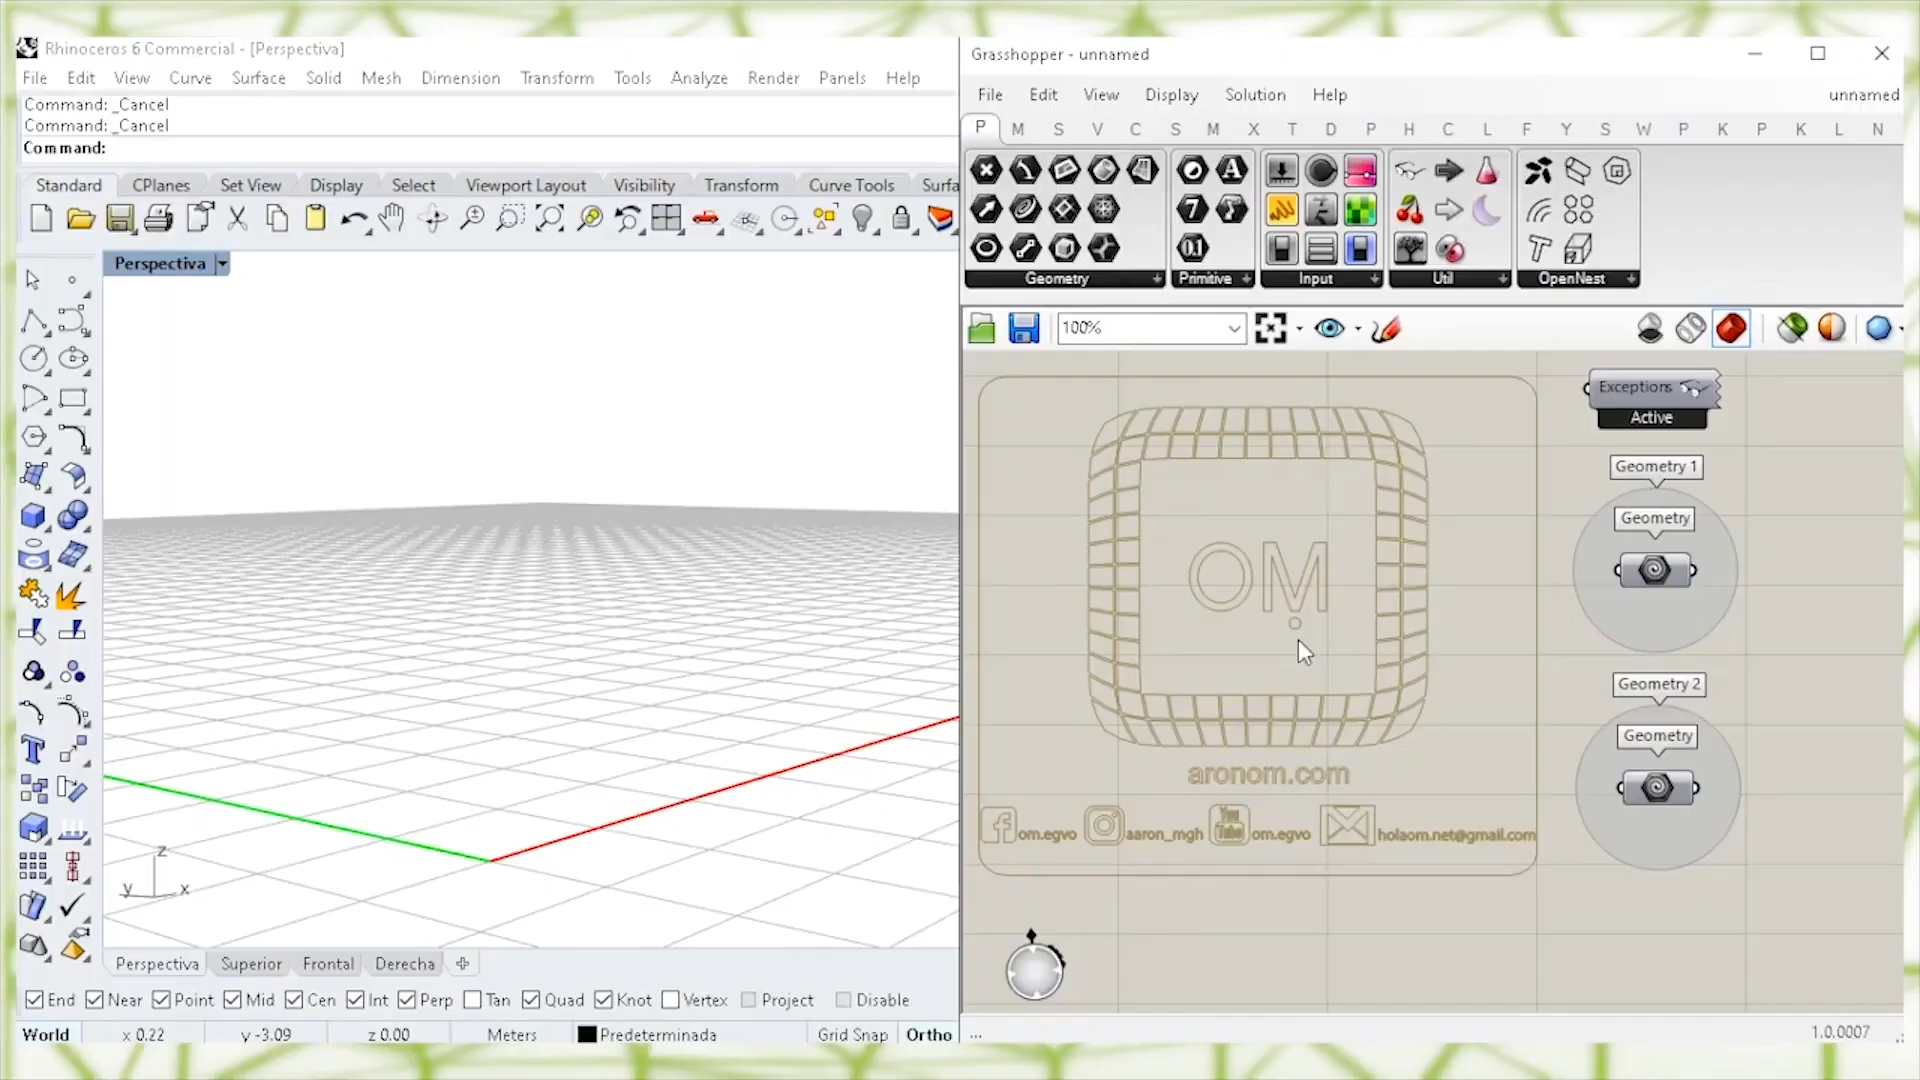 Rhinoceros 6 Commercial - [Perspectiva]
File Edit View Curve Surface Solid Mesh Dimension Transform Tools Analyze Render Panels Help
Command: _Cancel
Command: _Cancel
Command:
Standard CPlanes Set View Display Select Viewport Layout Visibility Transform Curve Tools Surfa
Perspectiva
z
y x
Perspectiva Superior Frontal Derecha
End Near Point Mid Cen Int Perp Tan Quad Knot Vertex Project Disable
World x 0.22 y -3.09 z 0.00 Meters Predeterminada Grid Snap Ortho
Grasshopper - unnamed
File Edit View Display Solution Help unnamed
P M S V C S M X T D P H C L F Y S W P K P K L N
Geometry Primitive Input Util OpenNest
100%
Exceptions
Active
Geometry 1
Geometry
Geometry 2
Geometry
OM
aronom.com
om.egvo aaron_mgh You Tube om.egvo holaom.net@gmail.com
... 1.0.0007